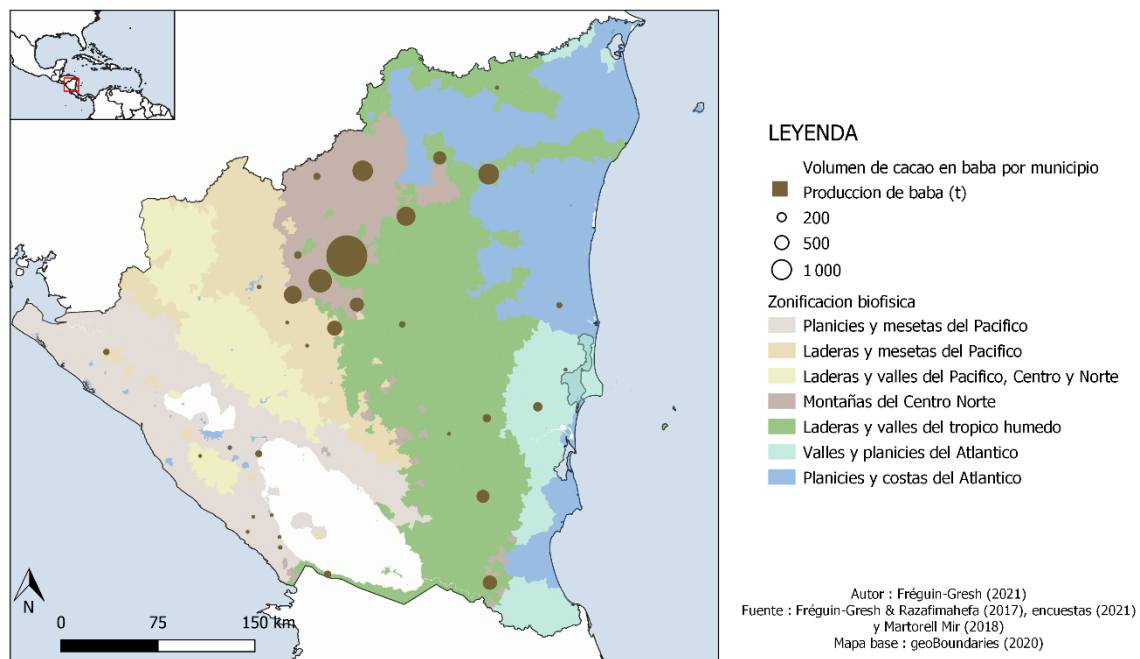 LEYENDA
Volumen de cacao en baba por municipio
Produccion de baba (t)
200
500
1 000
Zonificacion biofisica
Planicies y mesetas del Pacifico
Laderas y mesetas del Pacifico
Laderas y valles del Pacifico, Centro y Norte
Montañas del Centro Norte
Laderas y valles del tropico humedo
Valles y planicies del Atlantico
Planicies y costas del Atlantico
N
0 75 150 km
Autor : Fréguin-Gresh (2021)
Fuente : Fréguin-Gresh & Razafimahefa (2017), encuestas (2021)
y Martorell Mir (2018)
Mapa base : geoBoundaries (2020)